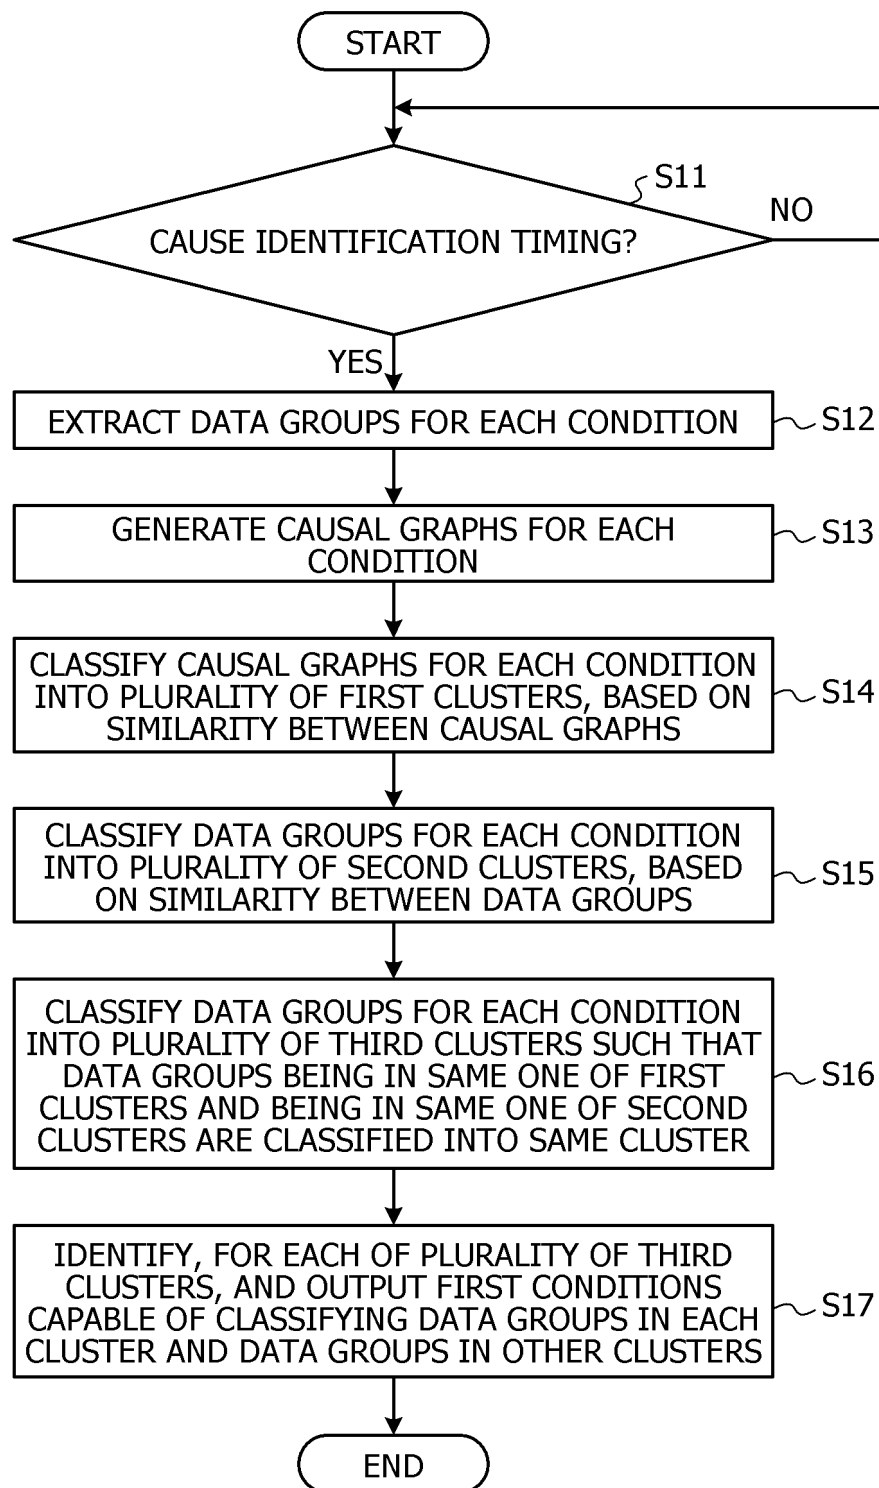 START
S11
NO
CAUSE IDENTIFICATION TIMING?
YES
EXTRACT DATA GROUPS FOR EACH CONDITION
S12
GENERATE CAUSAL GRAPHS FOR EACH
CONDITION
S13
CLASSIFY CAUSAL GRAPHS FOR EACH CONDITION
INTO PLURALITY OF FIRST CLUSTERS, BASED ON
SIMILARITY BETWEEN CAUSAL GRAPHS
S14
CLASSIFY DATA GROUPS FOR EACH CONDITION
INTO PLURALITY OF SECOND CLUSTERS, BASED
ON SIMILARITY BETWEEN DATA GROUPS
S15
CLASSIFY DATA GROUPS FOR EACH CONDITION
INTO PLURALITY OF THIRD CLUSTERS SUCH THAT
DATA GROUPS BEING IN SAME ONE OF FIRST
CLUSTERS AND BEING IN SAME ONE OF SECOND
CLUSTERS ARE CLASSIFIED INTO SAME CLUSTER
S16
IDENTIFY, FOR EACH OF PLURALITY OF THIRD
CLUSTERS, AND OUTPUT FIRST CONDITIONS
CAPABLE OF CLASSIFYING DATA GROUPS IN EACH
CLUSTER AND DATA GROUPS IN OTHER CLUSTERS
S17
END